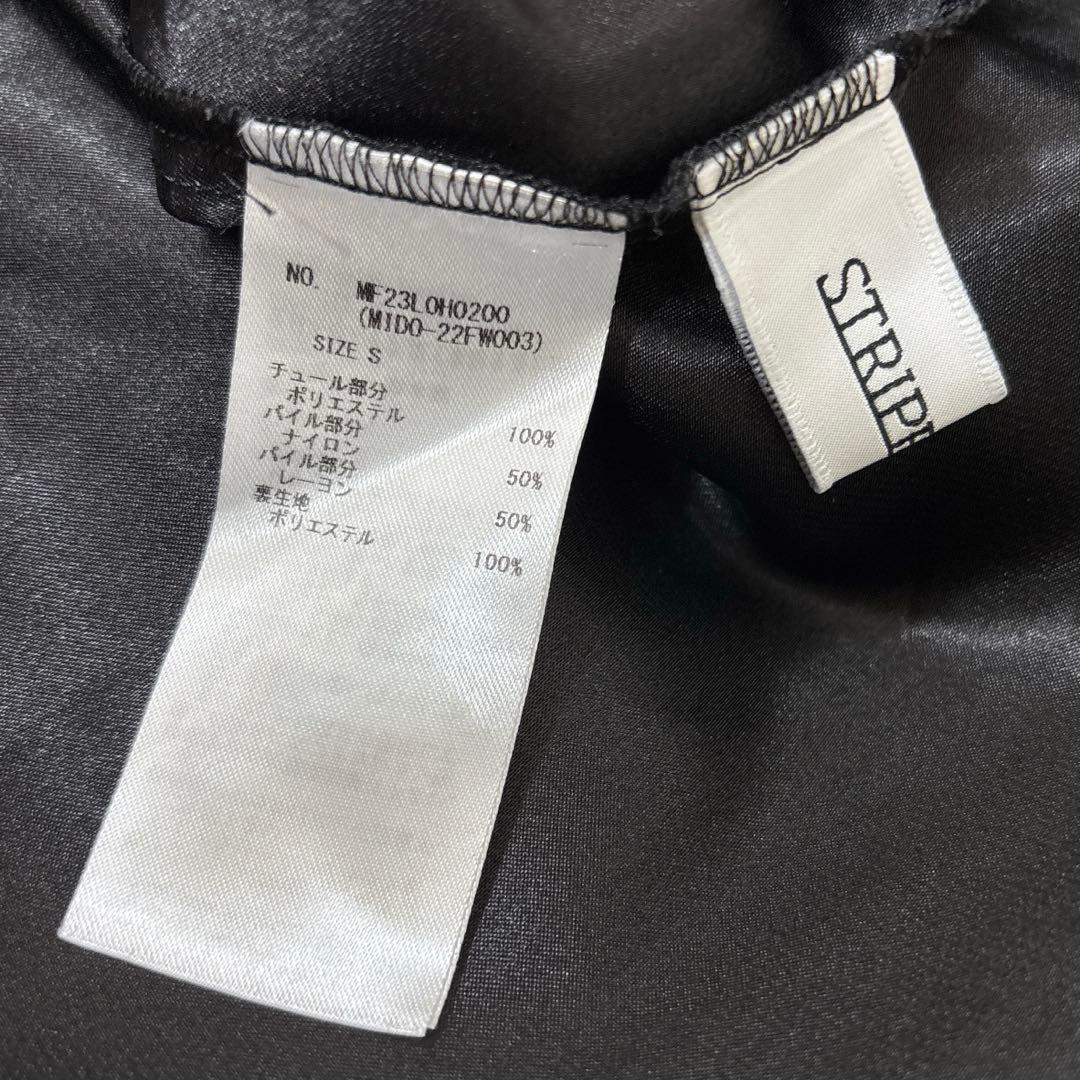 NO. MF23L0H0200
(MIDO-22FW003)
SIZE S
チュール部分
ポリエステル 100%
パイル部分
ナイロン 50%
パイル部分
レーヨン 50%
裏生地
ポリエステル 100%
STRIPE